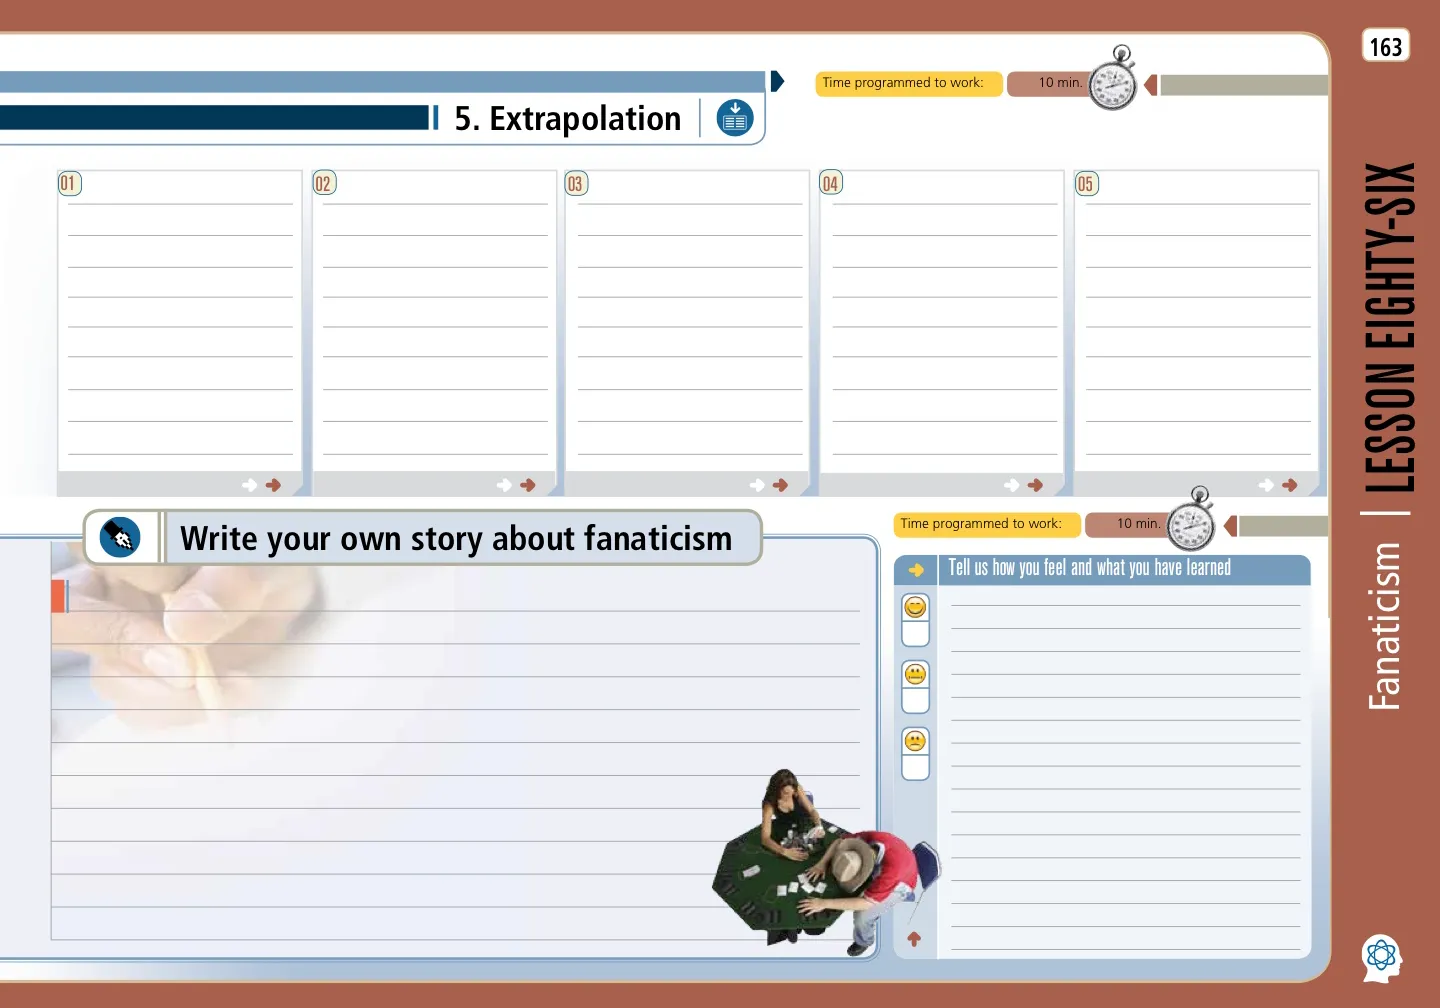 163
Time programmed to work:
10 min.
5. Extrapolation
01
02
03
04
05
Write your own story about fanaticism
Time programmed to work:
10 min.
Tell us how you feel and what you have learned
Fanaticism | LESSON EIGHTY-SIX